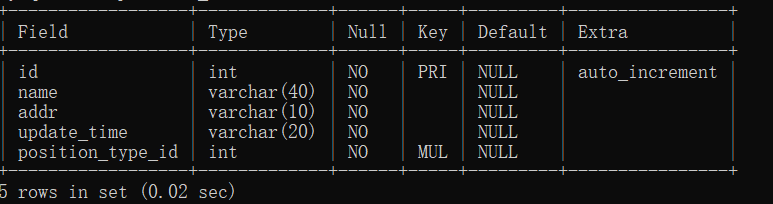 +------------------+-------------+------+-----+---------+----------------+
| Field            | Type        | Null | Key | Default | Extra          |
+------------------+-------------+------+-----+---------+----------------+
| id               | int         | NO   | PRI | NULL    | auto_increment |
| name             | varchar(40) | NO   |     | NULL    |                |
| addr             | varchar(10) | NO   |     | NULL    |                |
| update_time      | varchar(20) | NO   |     | NULL    |                |
| position_type_id | int         | NO   | MUL | NULL    |                |
+------------------+-------------+------+-----+---------+----------------+
5 rows in set (0.02 sec)